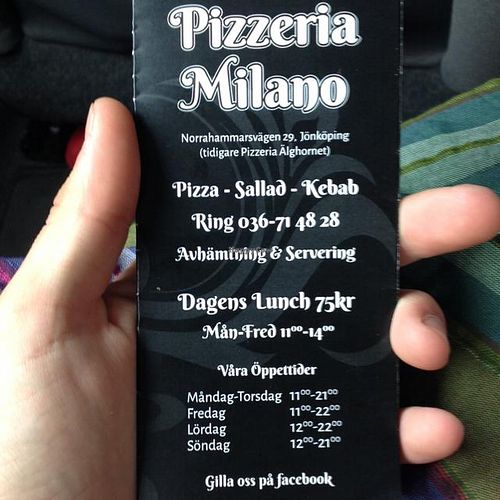 Pizzeria
Milano
Norrahammarsvägen 29, Jönköping
(tidigare Pizzeria Älghornet)
Pizza - Sallad - Kebab
Ring 036-71 48 28
Avhämtning & Servering
Dagens Lunch 75kr
Mån-Fred 11⁰⁰-14⁰⁰
Våra Öppettider
Måndag-Torsdag 11⁰⁰-21⁰⁰
Fredag 11⁰⁰-22⁰⁰
Lördag 12⁰⁰-22⁰⁰
Söndag 12⁰⁰-21⁰⁰
Gilla oss på facebook